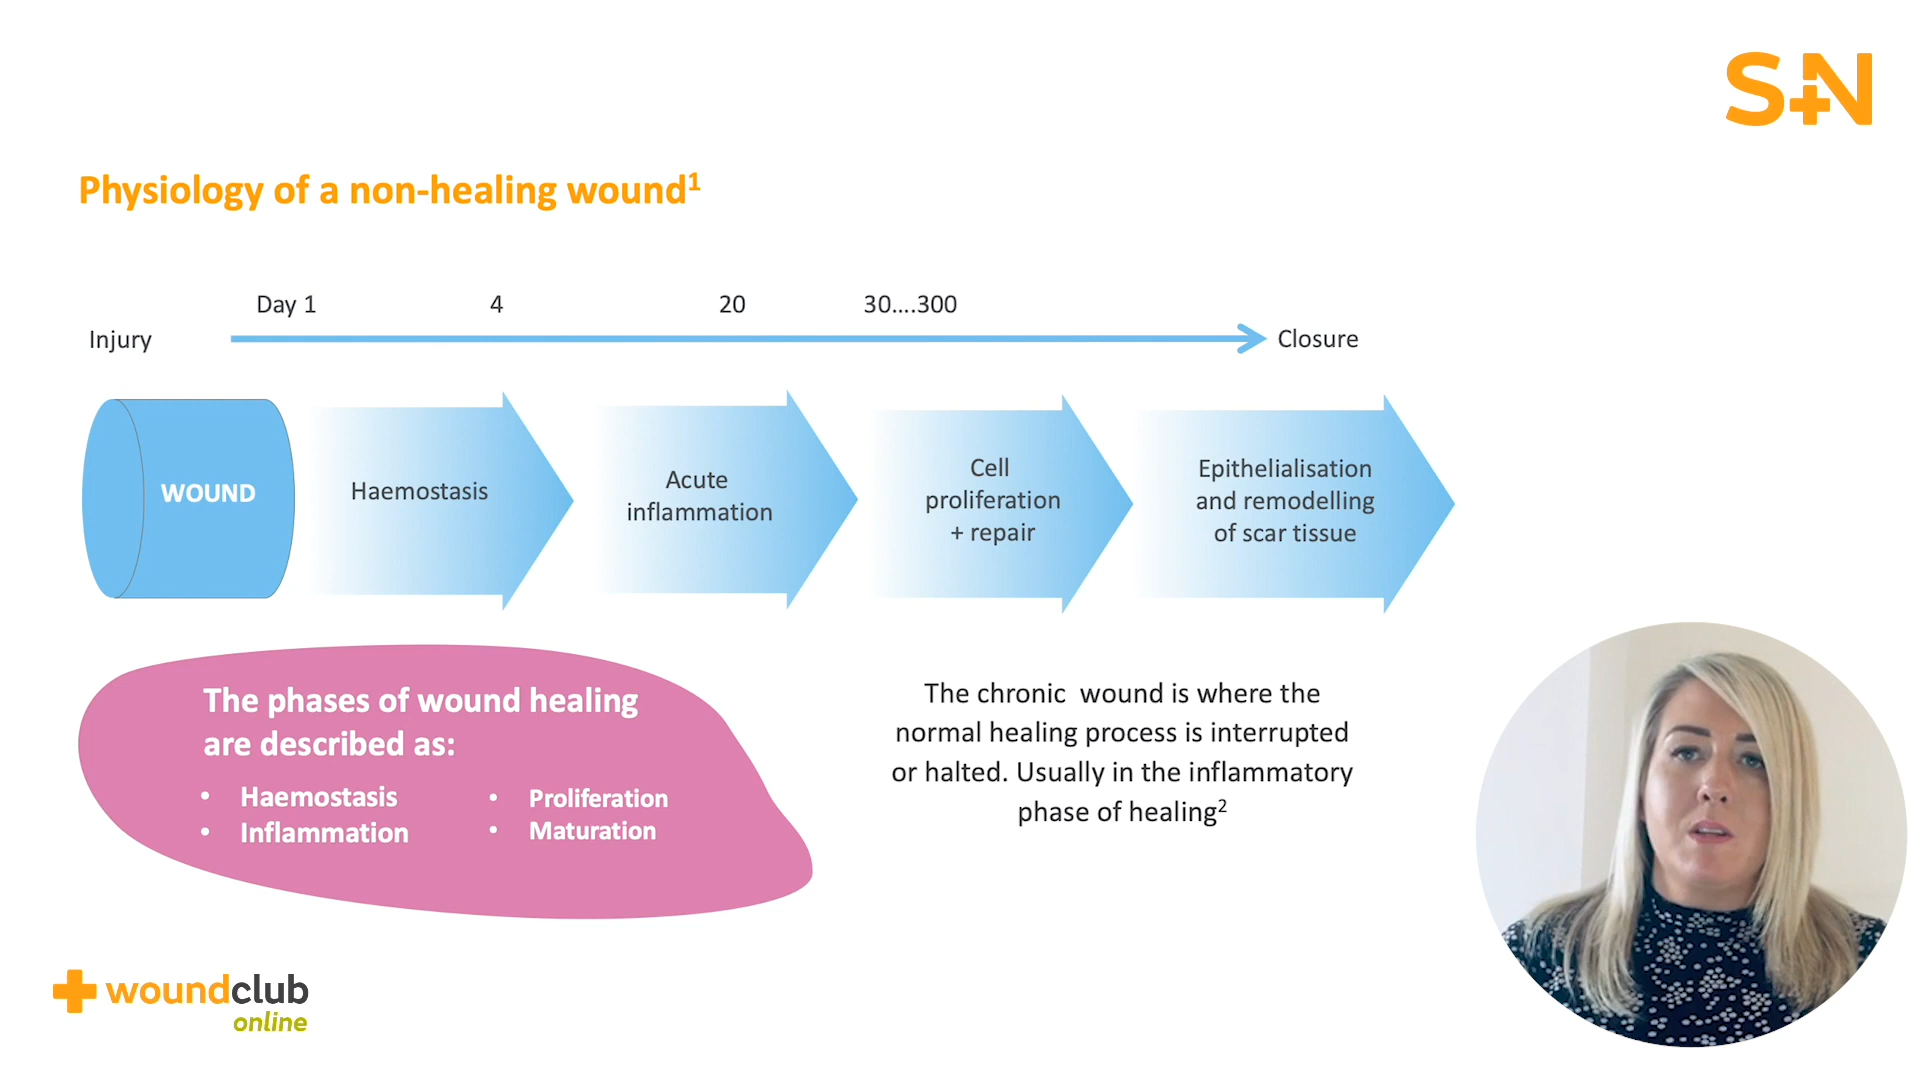 S+N
Physiology of a non-healing wound¹
Day 1 4 20 30....300
Injury
Closure
WOUND
Haemostasis
Acute
inflammation
Cell
proliferation
+ repair
Epithelialisation
and remodelling
of scar tissue
The phases of wound healing
are described as:
• Haemostasis
• Inflammation
• Proliferation
• Maturation
The chronic wound is where the
normal healing process is interrupted
or halted. Usually in the inflammatory
phase of healing²
woundclub
online